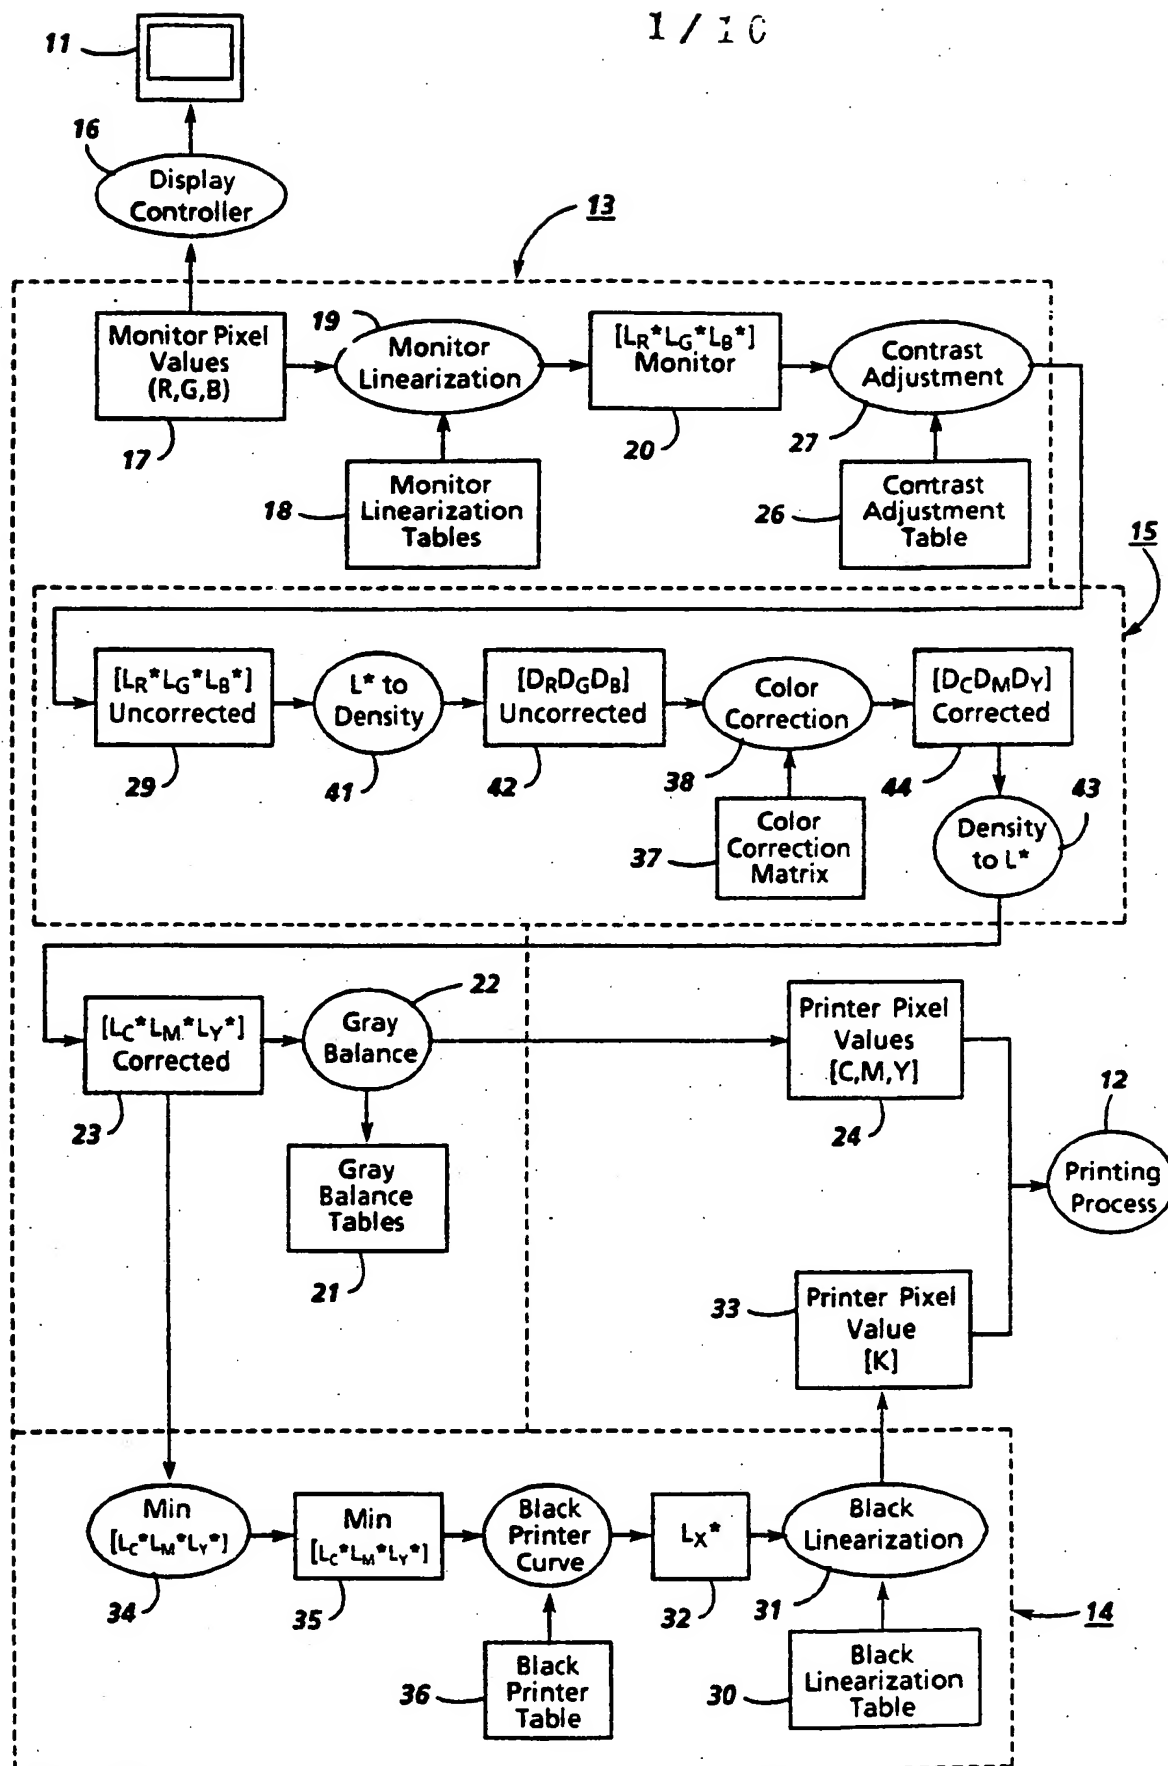 1/10
11
16
Display
Controller
13
Monitor Pixel
Values
(R,G,B)
17
19
Monitor
Linearization
[LR*LG*LB*]
Monitor
20
Contrast
Adjustment
27
18
Monitor
Linearization
Tables
26
Contrast
Adjustment
Table
15
[LR*LG*LB*]
Uncorrected
29
L* to
Density
41
[DRDGDB]
Uncorrected
42
Color
Correction
38
[DCDMDY]
Corrected
44
43
37
Color
Correction
Matrix
Density
to L*
[LC*LM*LY*]
Corrected
23
22
Gray
Balance
Printer Pixel
Values
[C,M,Y]
24
12
Printing
Process
Gray
Balance
Tables
21
33
Printer Pixel
Value
[K]
Min
[LC*LM*LY*]
34
Min
[LC*LM*LY*]
35
Black
Printer
Curve
LX*
32
Black
Linearization
31
14
36
Black
Printer
Table
30
Black
Linearization
Table